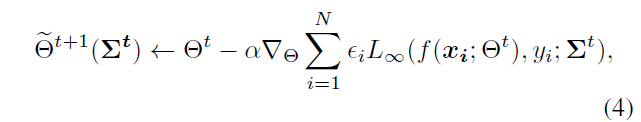 Θ̃^{t+1}(Σ^t) ← Θ^t − α∇_Θ ∑_{i=1}^{N} ϵ_i L_∞(f(x_i; Θ^t), y_i; Σ^t),
(4)